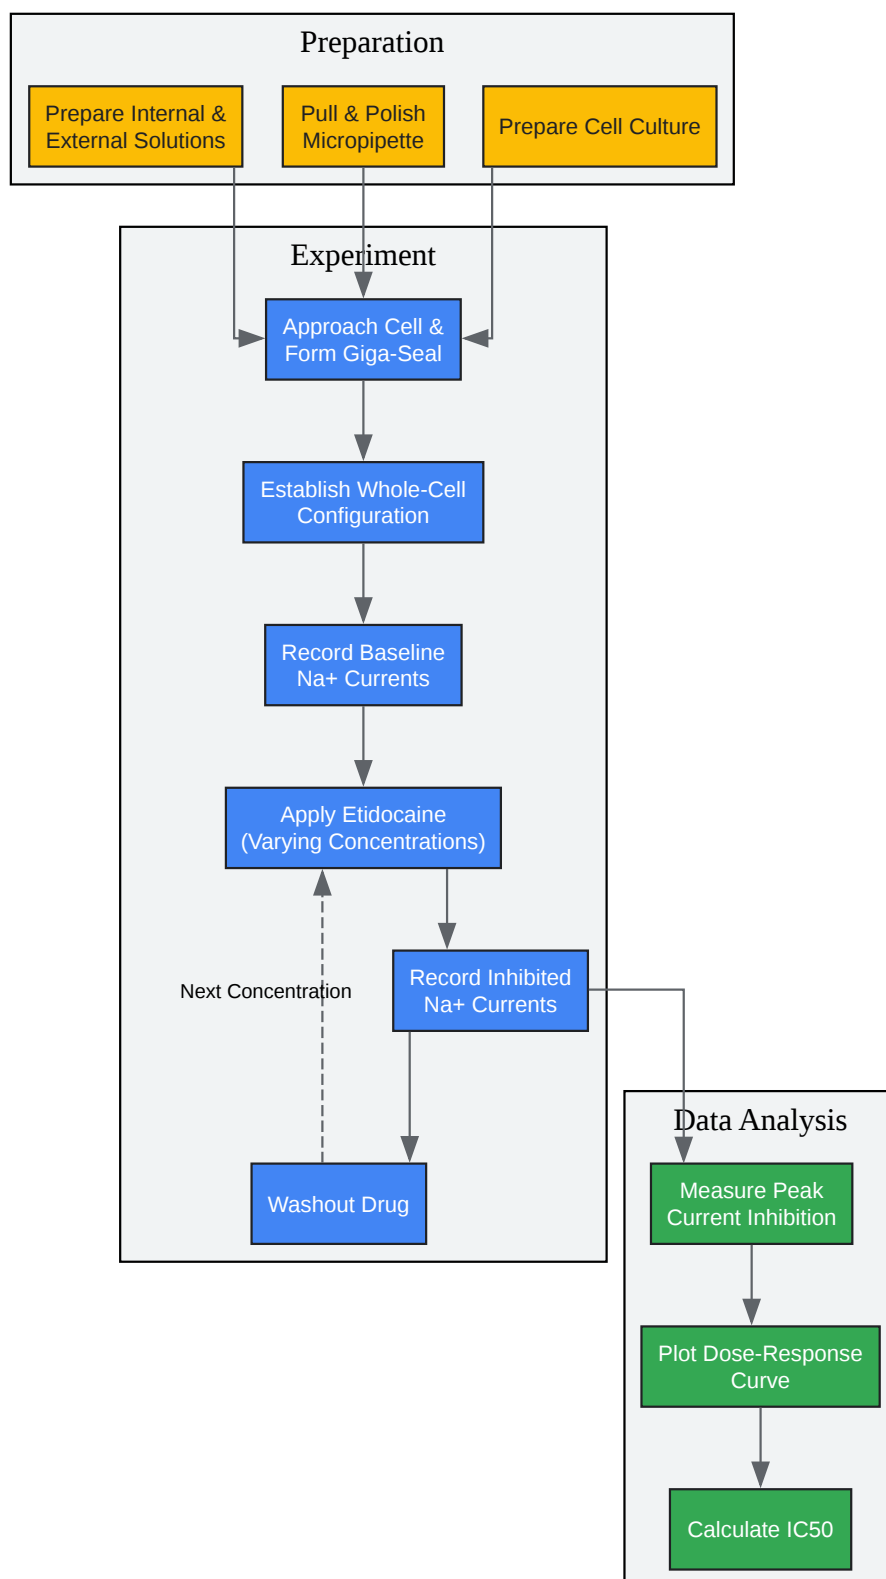 Preparation
Prepare Internal &
External Solutions
Pull & Polish
Micropipette
Prepare Cell Culture
Experiment
Approach Cell &
Form Giga-Seal
Establish Whole-Cell
Configuration
Record Baseline
Na+ Currents
Apply Etidocaine
(Varying Concentrations)
Next Concentration
Record Inhibited
Na+ Currents
Washout Drug
Data Analysis
Measure Peak
Current Inhibition
Plot Dose-Response
Curve
Calculate IC50